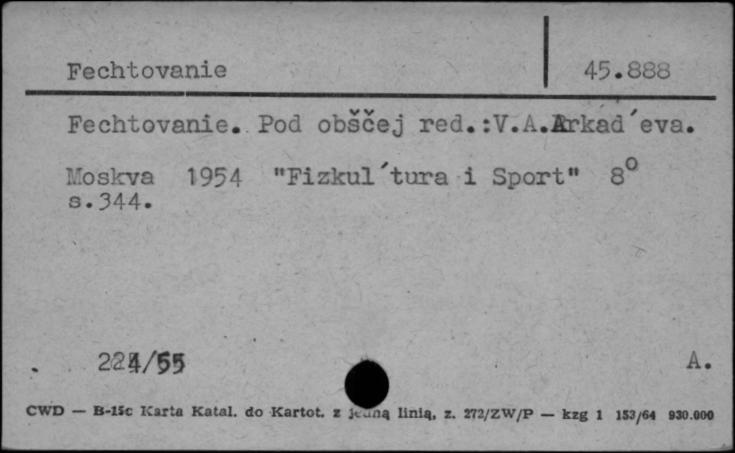 Fechtovanie 45.888
Fechtovanie. Pod obščej red.:V.A.Arkad´eva.
Moskva 1954 "Fizkul´tura i Sport" 8°
s.344.
224/55 A.
CWD — B-15c Karta Katal. do Kartot. z jedną linią, z. 272/ZW/P — kzg 1 153/64 930.000